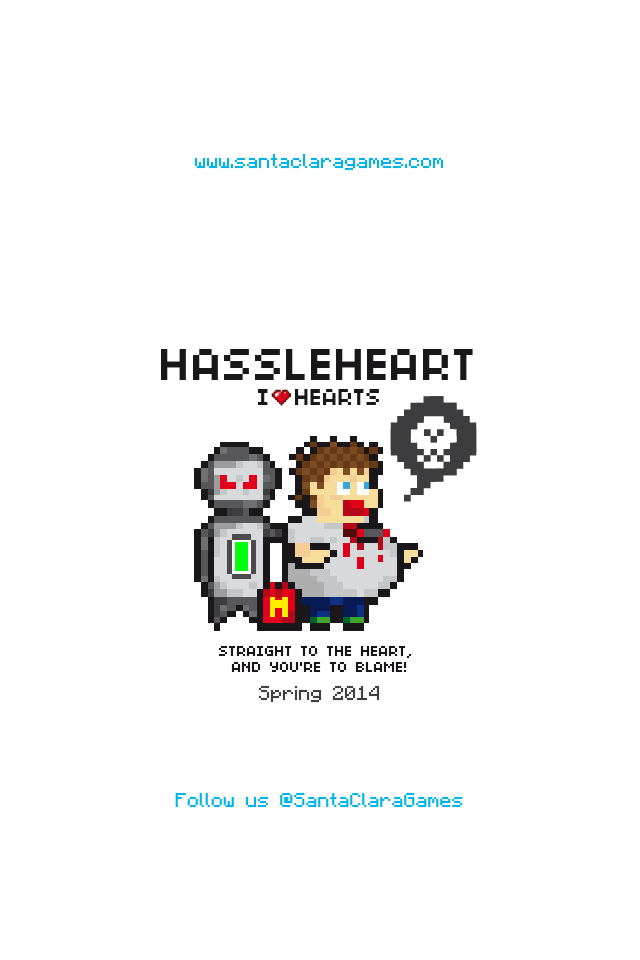 www.santaclaragames.com
HASSLEHEART
I❤HEARTS
M
STRAIGHT TO THE HEART,
AND YOU'RE TO BLAME!
Spring 2014
Follow us @SantaClaraGames